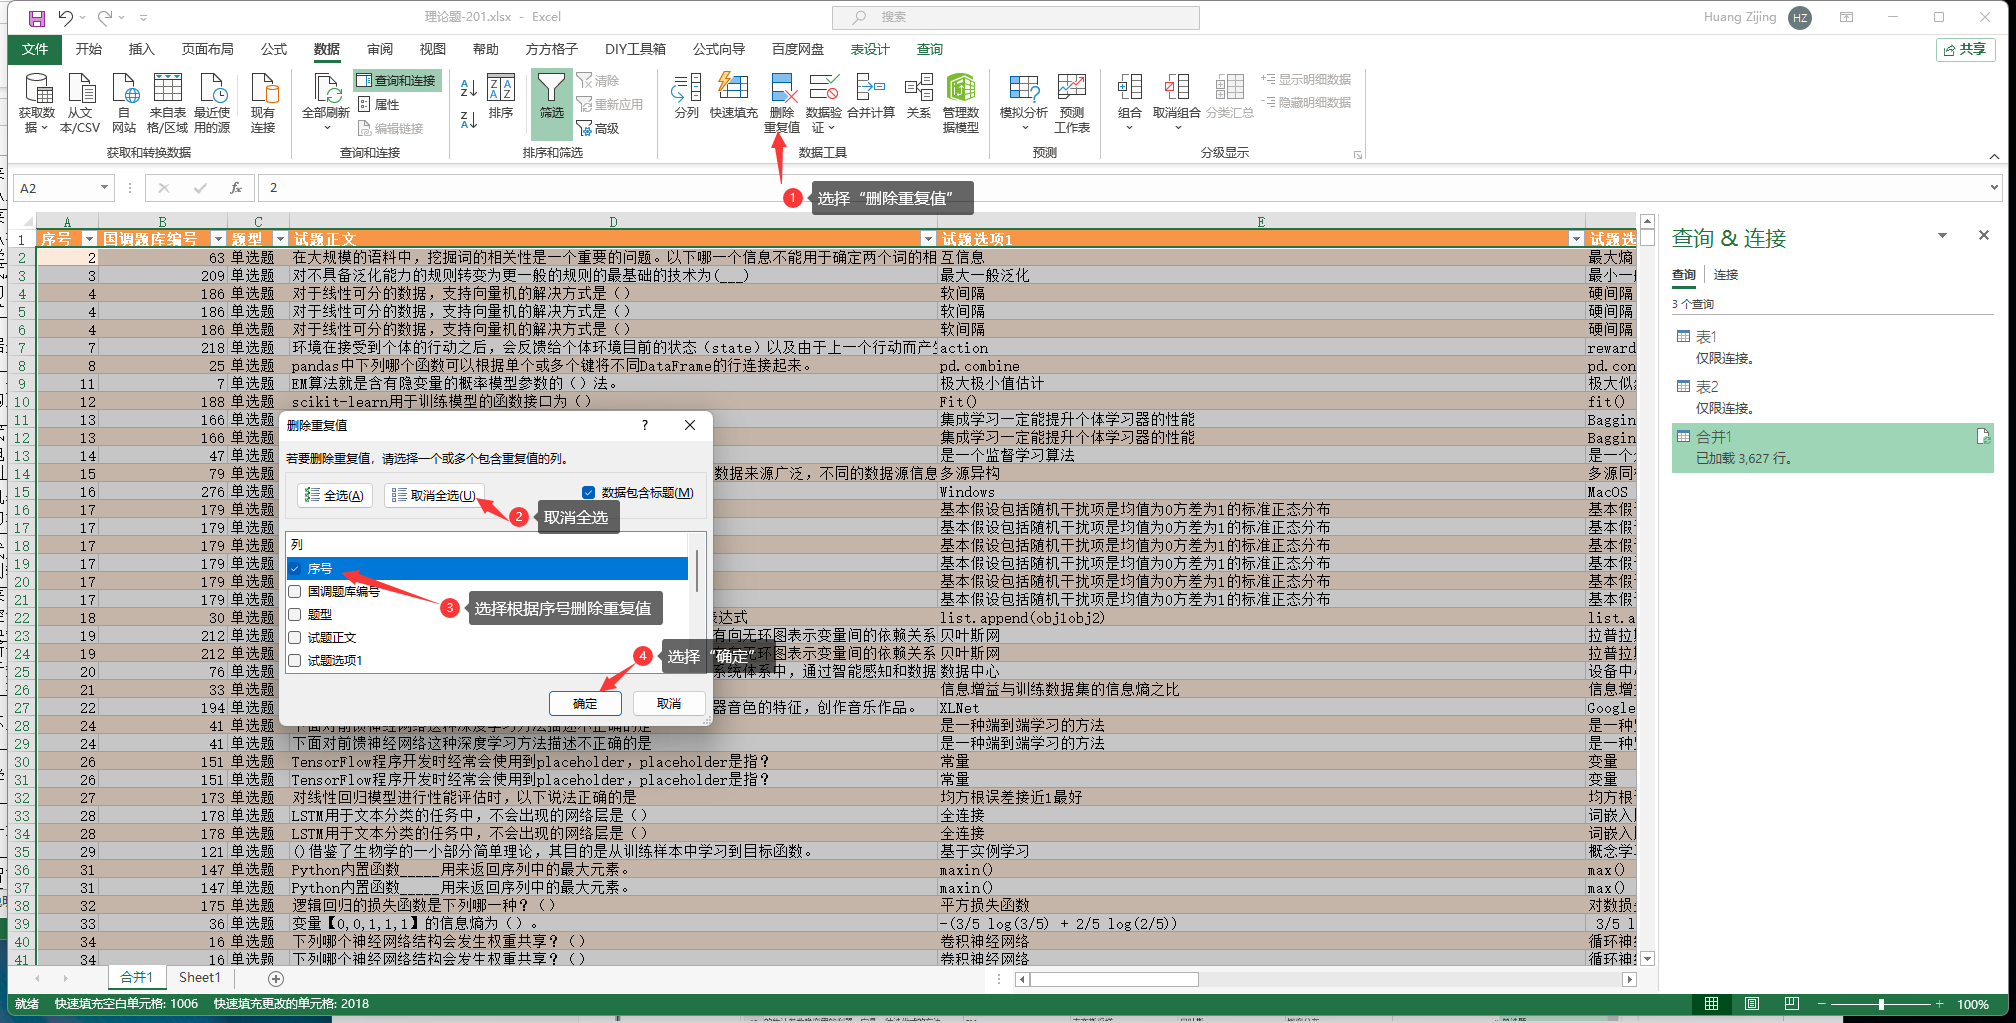 理论题-201.xlsx - Excel
搜索
Huang Zijing HZ
文件 开始 插入 页面布局 公式 数据 审阅 视图 帮助 方方格子 DIY工具箱 公式向导 百度网盘 表设计 查询
共享
获取数据 从文本/CSV 自网站 来自表格/区域 最近使用的源 现有连接
获取和转换数据
全部刷新 查询和连接 属性 编辑链接
查询和连接
排序 筛选 清除 重新应用 高级
排序和筛选
分列 快速填充 删除重复值 数据验证 合并计算 关系 管理数据模型
数据工具
模拟分析 预测工作表
预测
组合 取消组合 分类汇总 显示明细数据 隐藏明细数据
分级显示
A2 fx 2
1 选择“删除重复值”
A B C D E
1 序号 国调题库编号 题型 试题正文 试题选项1 试题选
2 2 63 单选题 在大规模的语料中，挖掘词的相关性是一个重要的问题。以下哪一个信息不能用于确定两个词的相 互信息 最大熵
3 3 209 单选题 对不具备泛化能力的规则转变为更一般的规则的最基础的技术为(___) 最大一般泛化 最小一
4 4 186 单选题 对于线性可分的数据，支持向量机的解决方式是（） 软间隔 硬间隔
5 4 186 单选题 对于线性可分的数据，支持向量机的解决方式是（） 软间隔 硬间隔
6 4 186 单选题 对于线性可分的数据，支持向量机的解决方式是（） 软间隔 硬间隔
7 7 218 单选题 环境在接受到个体的行动之后，会反馈给个体环境目前的状态（state）以及由于上一个行动而产 action reward
8 8 25 单选题 pandas中下列哪个函数可以根据单个或多个键将不同DataFrame的行连接起来。 pd.combine pd.con
9 11 7 单选题 EM算法就是含有隐变量的概率模型参数的（）法。 极大极小值估计 极大似
10 12 188 单选题 scikit-learn用于训练模型的函数接口为（） Fit() fit()
11 13 166 单选题 集成学习一定能提升个体学习器的性能 Baggin
12 13 166 单选题 集成学习一定能提升个体学习器的性能 Baggin
13 14 47 单选题 是一个监督学习算法 是一个
14 15 79 单选题 数据来源广泛，不同的数据源信息 多源异构 多源同
15 16 276 单选题 Windows MacOS
16 17 179 单选题 基本假设包括随机干扰项是均值为0方差为1的标准正态分布 基本假设
17 17 179 单选题 基本假设包括随机干扰项是均值为0方差为1的标准正态分布 基本假设
18 17 179 单选题 基本假设包括随机干扰项是均值为0方差为1的标准正态分布 基本假设
19 17 179 单选题 基本假设包括随机干扰项是均值为0方差为1的标准正态分布 基本假设
20 17 179 单选题 基本假设包括随机干扰项是均值为0方差为1的标准正态分布 基本假设
21 17 179 单选题 基本假设包括随机干扰项是均值为0方差为1的标准正态分布 基本假设
22 18 30 单选题 表达式 list.append(obj1obj2) list.a
23 19 212 单选题 有向无环图表示变量间的依赖关系 贝叶斯网 拉普拉
24 19 212 单选题 有向无环图表示变量间的依赖关系 贝叶斯网 拉普拉
25 20 76 单选题 系统体系中，通过智能感知和数据 数据中心 设备中
26 21 33 单选题 信息增益与训练数据集的信息熵之比 信息增
27 22 194 单选题 器音色的特征，创作音乐作品。 XLNet Google
28 24 41 单选题 下面对前馈神经网络这种深度学习方法描述不正确的是 是一种端到端学习的方法 是一种
29 24 41 单选题 下面对前馈神经网络这种深度学习方法描述不正确的是 是一种端到端学习的方法 是一种
30 26 151 单选题 TensorFlow程序开发时经常会使用到placeholder，placeholder是指？ 常量 变量
31 26 151 单选题 TensorFlow程序开发时经常会使用到placeholder，placeholder是指？ 常量 变量
32 27 173 单选题 对线性回归模型进行性能评估时，以下说法正确的是 均方根误差接近1最好 均方根
33 28 178 单选题 LSTM用于文本分类的任务中，不会出现的网络层是（） 全连接 词嵌入
34 28 178 单选题 LSTM用于文本分类的任务中，不会出现的网络层是（） 全连接 词嵌入
35 29 121 单选题 （）借鉴了生物学的一小部分简单理论，其目的是从训练样本中学习到目标函数。 基于实例学习 概念学
36 31 147 单选题 Python内置函数_____用来返回序列中的最大元素。 maxin() max()
37 31 147 单选题 Python内置函数_____用来返回序列中的最大元素。 maxin() max()
38 32 175 单选题 逻辑回归的损失函数是下列哪一种？（） 平方损失函数 对数损
39 33 36 单选题 变量【0,0,1,1,1】的信息熵为（）。 -(3/5 log(3/5) + 2/5 log(2/5)) 3/5 l
40 34 16 单选题 下列哪个神经网络结构会发生权重共享？（） 卷积神经网络 循环神
41 34 16 单选题 下列哪个神经网络结构会发生权重共享？（） 卷积神经网络 循环神
删除重复值 ?
若要删除重复值，请选择一个或多个包含重复值的列。
全选(A) 取消全选(U) 数据包含标题(M)
2 取消全选
列
序号
国调题库编号
题型
试题正文
试题选项1
3 选择根据序号删除重复值
4 选择“确定”
确定 取消
查询 & 连接
查询 连接
3 个查询
表1
仅限连接。
表2
仅限连接。
合并1
已加载 3,627 行。
合并1 Sheet1
就绪 快速填充空白单元格: 1006 快速填充更改的单元格: 2018 100%